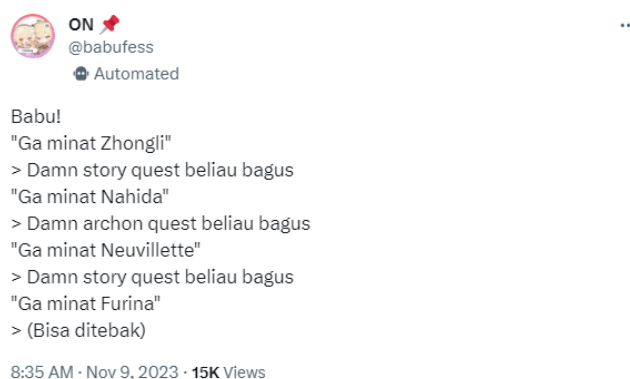 ON 📌
@babufess
Automated
Babu!
"Ga minat Zhongli"
> Damn story quest beliau bagus
"Ga minat Nahida"
> Damn archon quest beliau bagus
"Ga minat Neuvillette"
> Damn story quest beliau bagus
"Ga minat Furina"
> (Bisa ditebak)
8:35 AM · Nov 9, 2023 · 15K Views